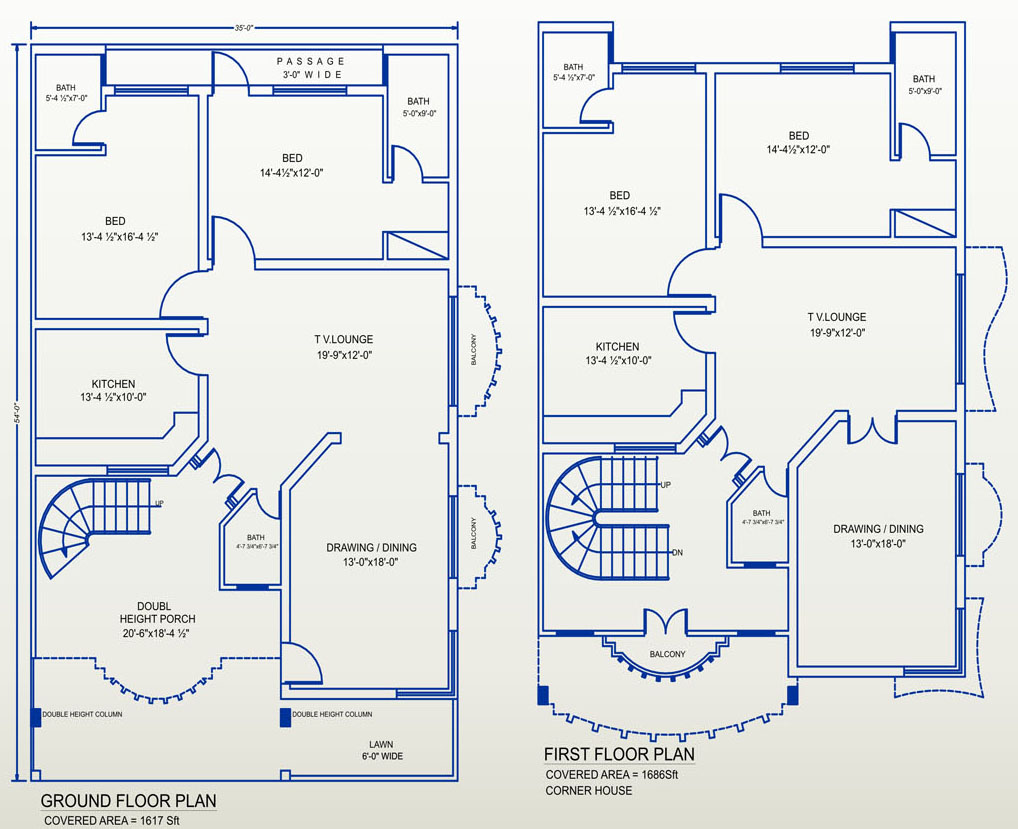 35'-0"
PASSAGE
3'-0" WIDE
BATH
5'-4 ½"x7'-0"
BATH
5'-0"x9'-0"
BED
14'-4½"x12'-0"
BED
13'-4 ½"x16'-4 ½"
T V.LOUNGE
19'-9"x12'-0"
BALCONY
KITCHEN
13'-4 ½"x10'-0"
54'-0"
UP
BATH
4'-7 3/4"x6'-7 3/4"
BALCONY
DRAWING / DINING
13'-0"x18'-0"
DOUBL
HEIGHT PORCH
20'-6"x18'-4 ½"
DOUBLE HEIGHT COLUMN
DOUBLE HEIGHT COLUMN
LAWN
6'-0" WIDE
GROUND FLOOR PLAN
COVERED AREA = 1617 Sft
BATH
5'-4 ½"x7'-0"
BATH
5'-0"x9'-0"
BED
14'-4½"x12'-0"
BED
13'-4 ½"x16'-4 ½"
T V.LOUNGE
19'-9"x12'-0"
KITCHEN
13'-4 ½"x10'-0"
UP
DN
BATH
4'-7 3/4"x6'-7 3/4"
DRAWING / DINING
13'-0"x18'-0"
BALCONY
FIRST FLOOR PLAN
COVERED AREA = 1686Sft
CORNER HOUSE